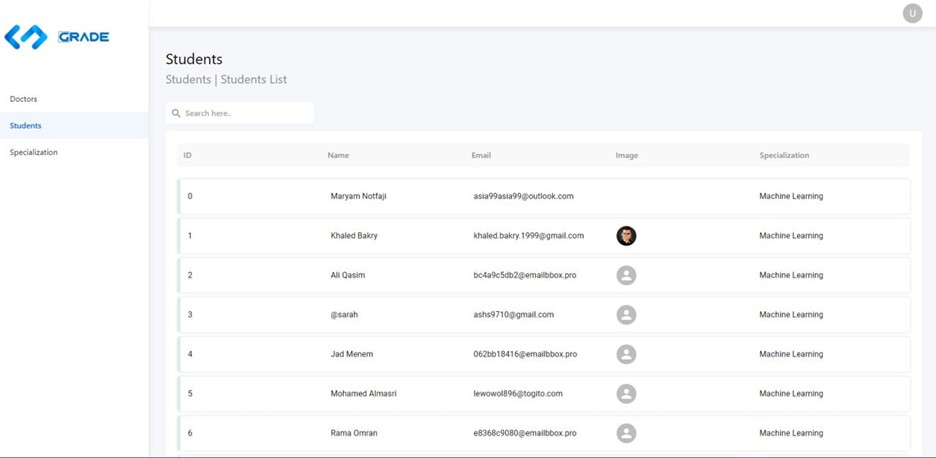 GRADE
U
Doctors
Students
Specialization
Students
Students | Students List
Search here..
ID Name Email Image Specialization
0 Maryam Notfaji asia99asia99@outlook.com Machine Learning
1 Khaled Bakry khaled.bakry.1999@gmail.com Machine Learning
2 Ali Qasim bc4a9c5db2@emailbbox.pro Machine Learning
3 @sarah ashs9710@gmail.com Machine Learning
4 Jad Menem 062bb18416@emailbbox.pro Machine Learning
5 Mohamed Almasri lewowol896@togito.com Machine Learning
6 Rama Omran e8368c9080@emailbbox.pro Machine Learning